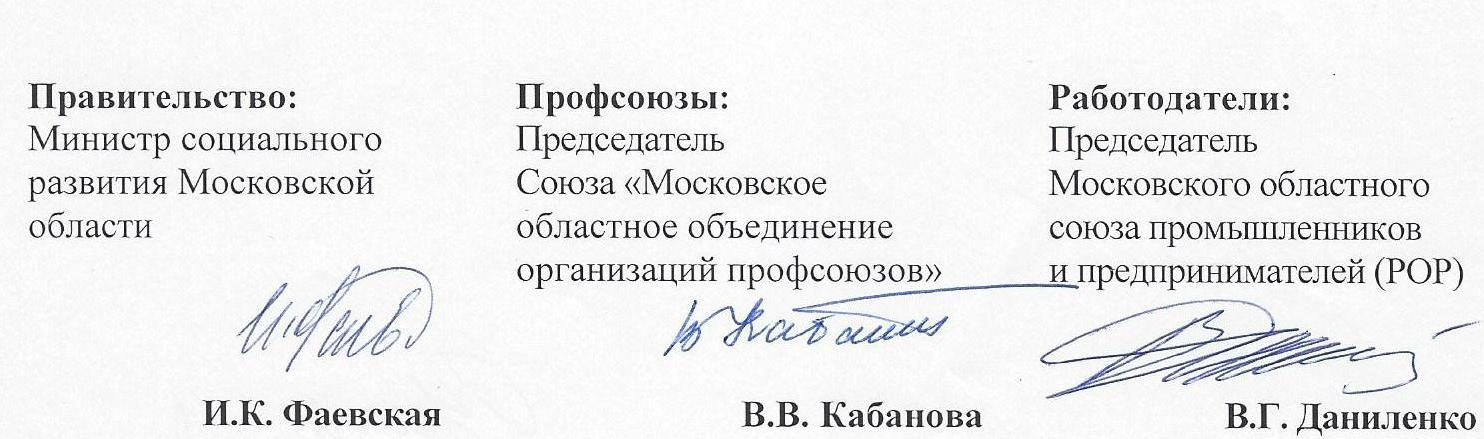 Правительство:
Министр социального
развития Московской
области
И.К. Фаевская
Профсоюзы:
Председатель
Союза «Московское
областное объединение
организаций профсоюзов»
В.В. Кабанова
Работодатели:
Председатель
Московского областного
союза промышленников
и предпринимателей (РОР)
В.Г. Даниленко